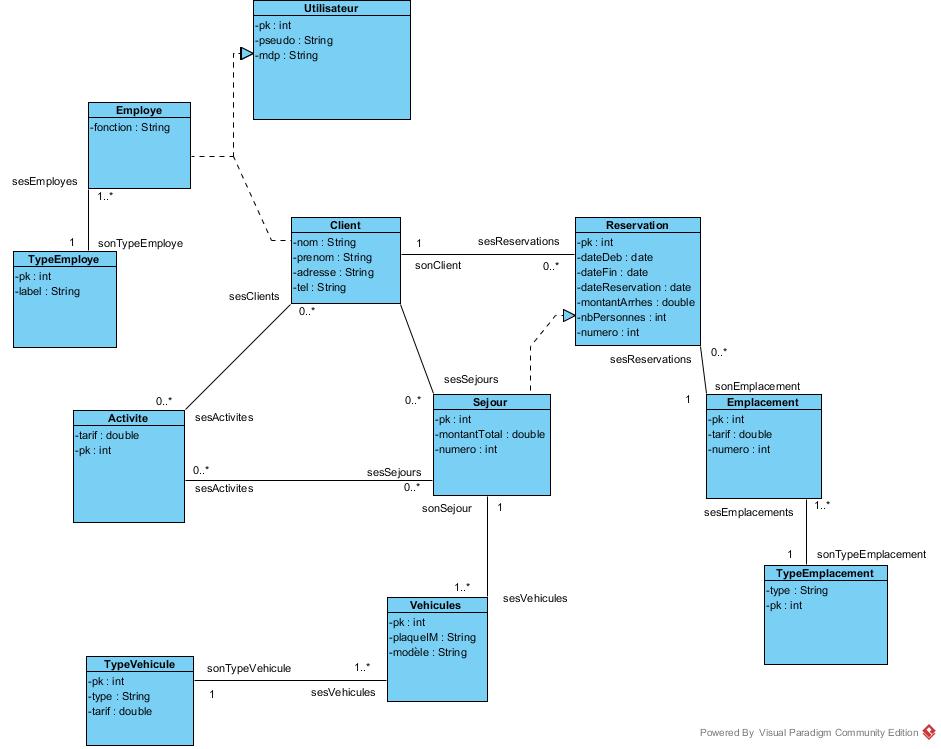 Utilisateur
-pk : int
-pseudo : String
-mdp : String
Employe
-fonction : String
sesEmployes
1..*
1
sonTypeEmploye
TypeEmploye
-pk : int
-label : String
Client
-nom : String
-prenom : String
-adresse : String
-tel : String
1
sesReservations
sonClient
0..*
Reservation
-pk : int
-dateDeb : date
-dateFin : date
-dateReservation : date
-montantArrhes : double
-nbPersonnes : int
-numero : int
sesClients
0..*
sesReservations
0..*
sesSejours
0..*
1
sonEmplacement
0..*
sesActivites
Activite
-tarif : double
-pk : int
Sejour
-pk : int
-montantTotal : double
-numero : int
Emplacement
-pk : int
-tarif : double
-numero : int
0..*
sesActivites
sesSejours
0..*
sonSejour
1
sesEmplacements
1..*
1
sonTypeEmplacement
TypeEmplacement
-type : String
-pk : int
1..*
sesVehicules
Vehicules
-pk : int
-plaqueIM : String
-modèle : String
TypeVehicule
-pk : int
-type : String
-tarif : double
sonTypeVehicule
1..*
1
sesVehicules
Powered By Visual Paradigm Community Edition